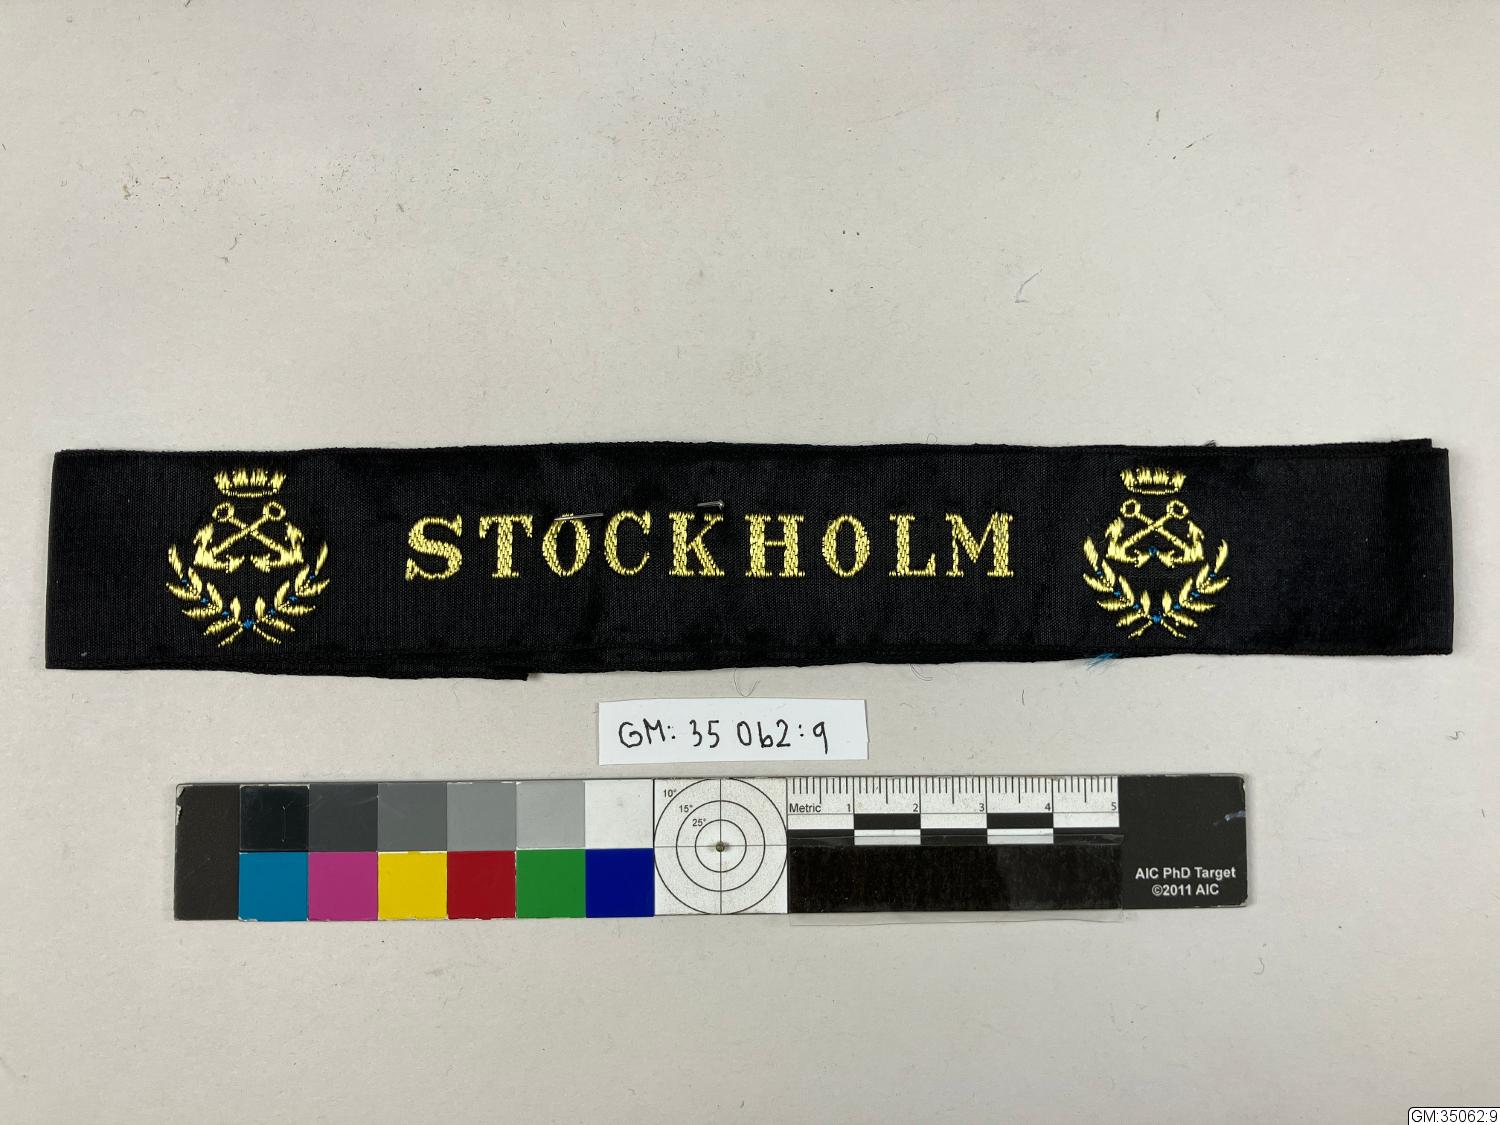 STOCKHOLM
GM: 35 062:9
10°
15°
25°
Metric 1 2 3 4 5
AIC PhD Target
©2011 AIC
GM:35062:9